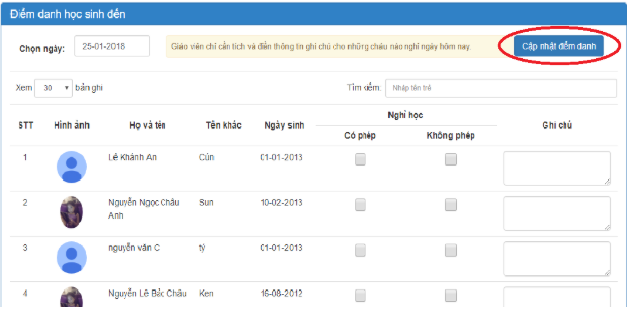 Điểm danh học sinh đến
Chọn ngày: 25-01-2018 Giáo viên chỉ cần tích và điền thông tin ghi chú cho những cháu nào nghỉ ngày hôm nay. Cập nhật điểm danh
Xem 30 bản ghi Tìm kiếm: Nhập tên trẻ
STT Hình ảnh Họ và tên Tên khác Ngày sinh Nghỉ học Ghi chú
Có phép Không phép
1 Lê Khánh An Cún 01-01-2013
2 Nguyễn Ngọc Châu Sun 10-02-2013
Anh
3 nguyễn văn C tý 01-01-2013
4 Nguyễn Lê Bảc Châu Ken 16-08-2012